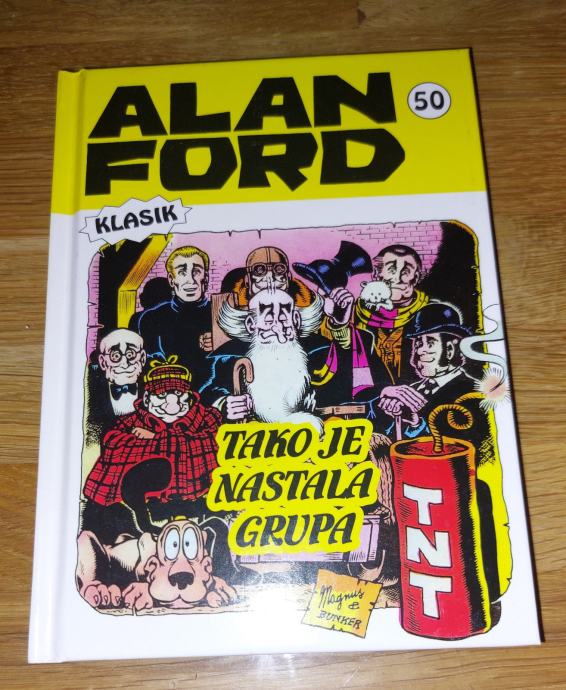 ALAN
FORD
50
KLASIK
TAKO JE
NASTALA
GRUPA
TNT
Magnus
&
BUNKER